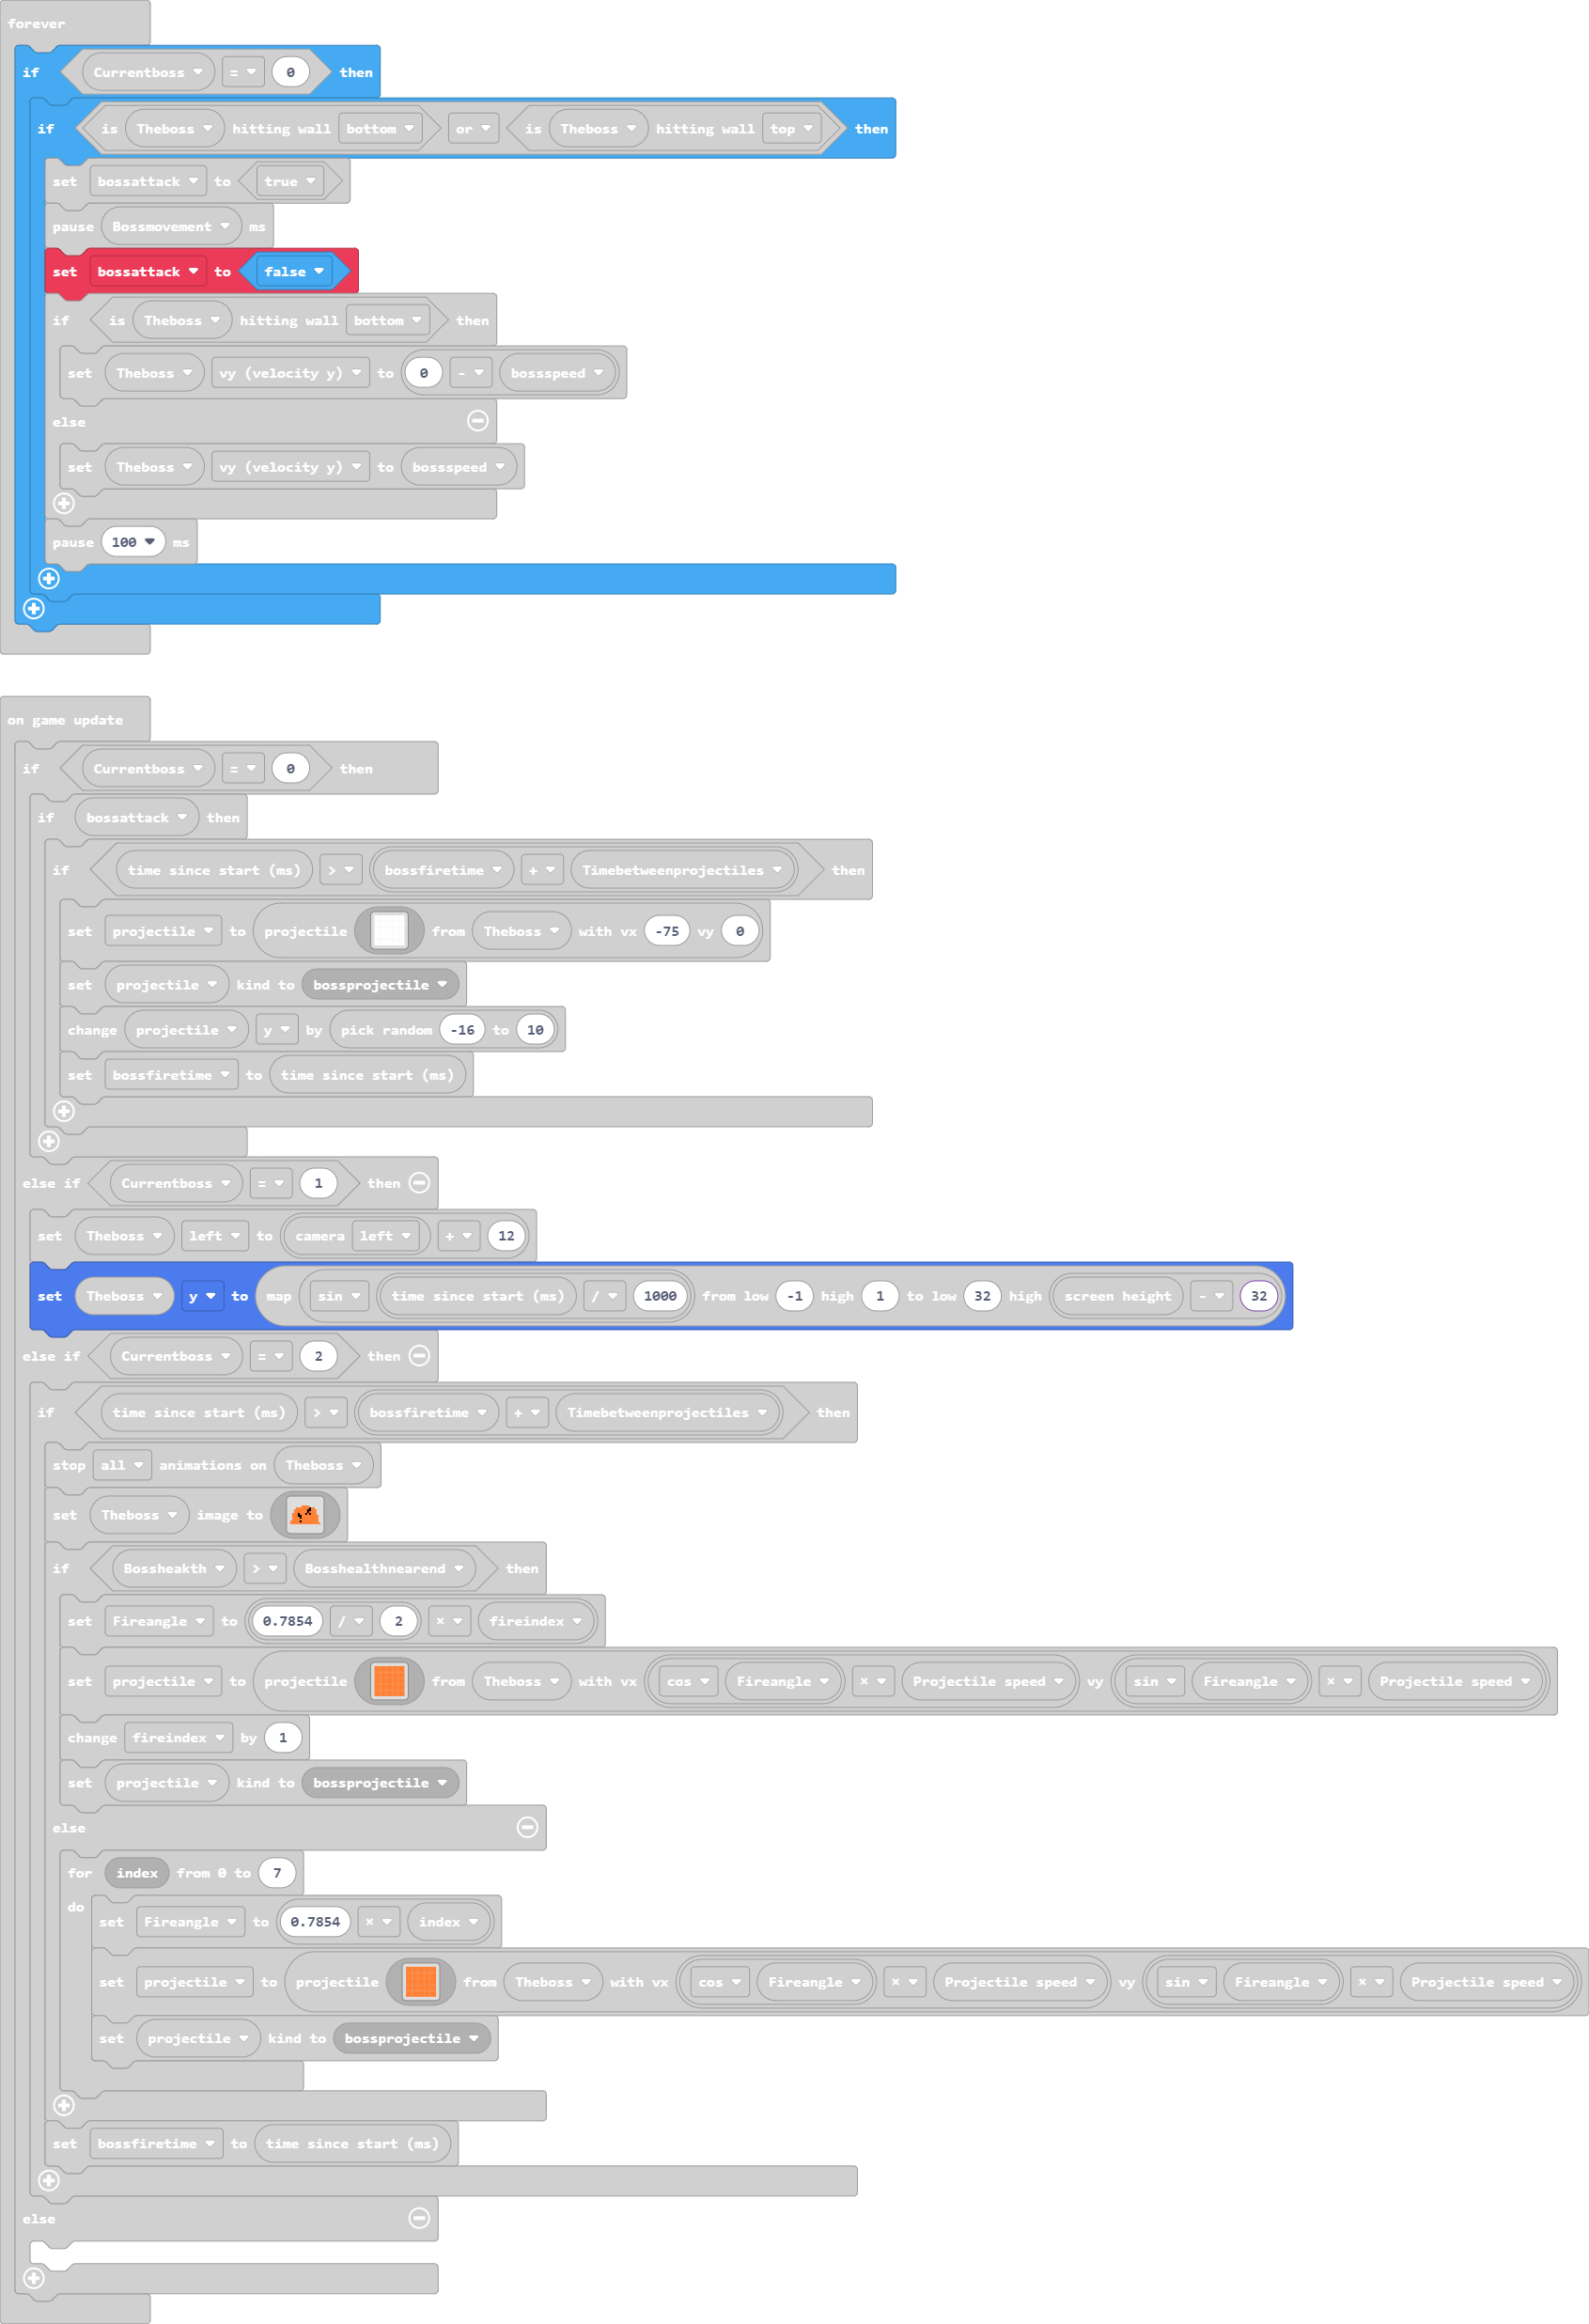 forever
if Currentboss = 0 then
if is Theboss hitting wall bottom or is Theboss hitting wall top then
set bossattack to true
pause Bossmovement ms
set bossattack to false
if is Theboss hitting wall bottom then
set Theboss vy (velocity y) to 0 - bossspeed
else
set Theboss vy (velocity y) to bossspeed
pause 100 ms
on game update
if Currentboss = 0 then
if bossattack then
if time since start (ms) > bossfiretime + Timebetweenprojectiles then
set projectile to projectile from Theboss with vx -75 vy 0
set projectile kind to bossprojectile
change projectile y by pick random -16 to 10
set bossfiretime to time since start (ms)
else if Currentboss = 1 then
set Theboss left to camera left + 12
set Theboss y to map sin time since start (ms) / 1000 from low -1 high 1 to low 32 high screen height - 32
else if Currentboss = 2 then
if time since start (ms) > bossfiretime + Timebetweenprojectiles then
stop all animations on Theboss
set Theboss image to
if Bossheakth > Bosshealthnearend then
set Fireangle to 0.7854 / 2 × fireindex
set projectile to projectile from Theboss with vx cos Fireangle × Projectile speed vy sin Fireangle × Projectile speed
change fireindex by 1
set projectile kind to bossprojectile
else
for index from 0 to 7
do
set Fireangle to 0.7854 × index
set projectile to projectile from Theboss with vx cos Fireangle × Projectile speed vy sin Fireangle × Projectile speed
set projectile kind to bossprojectile
set bossfiretime to time since start (ms)
else